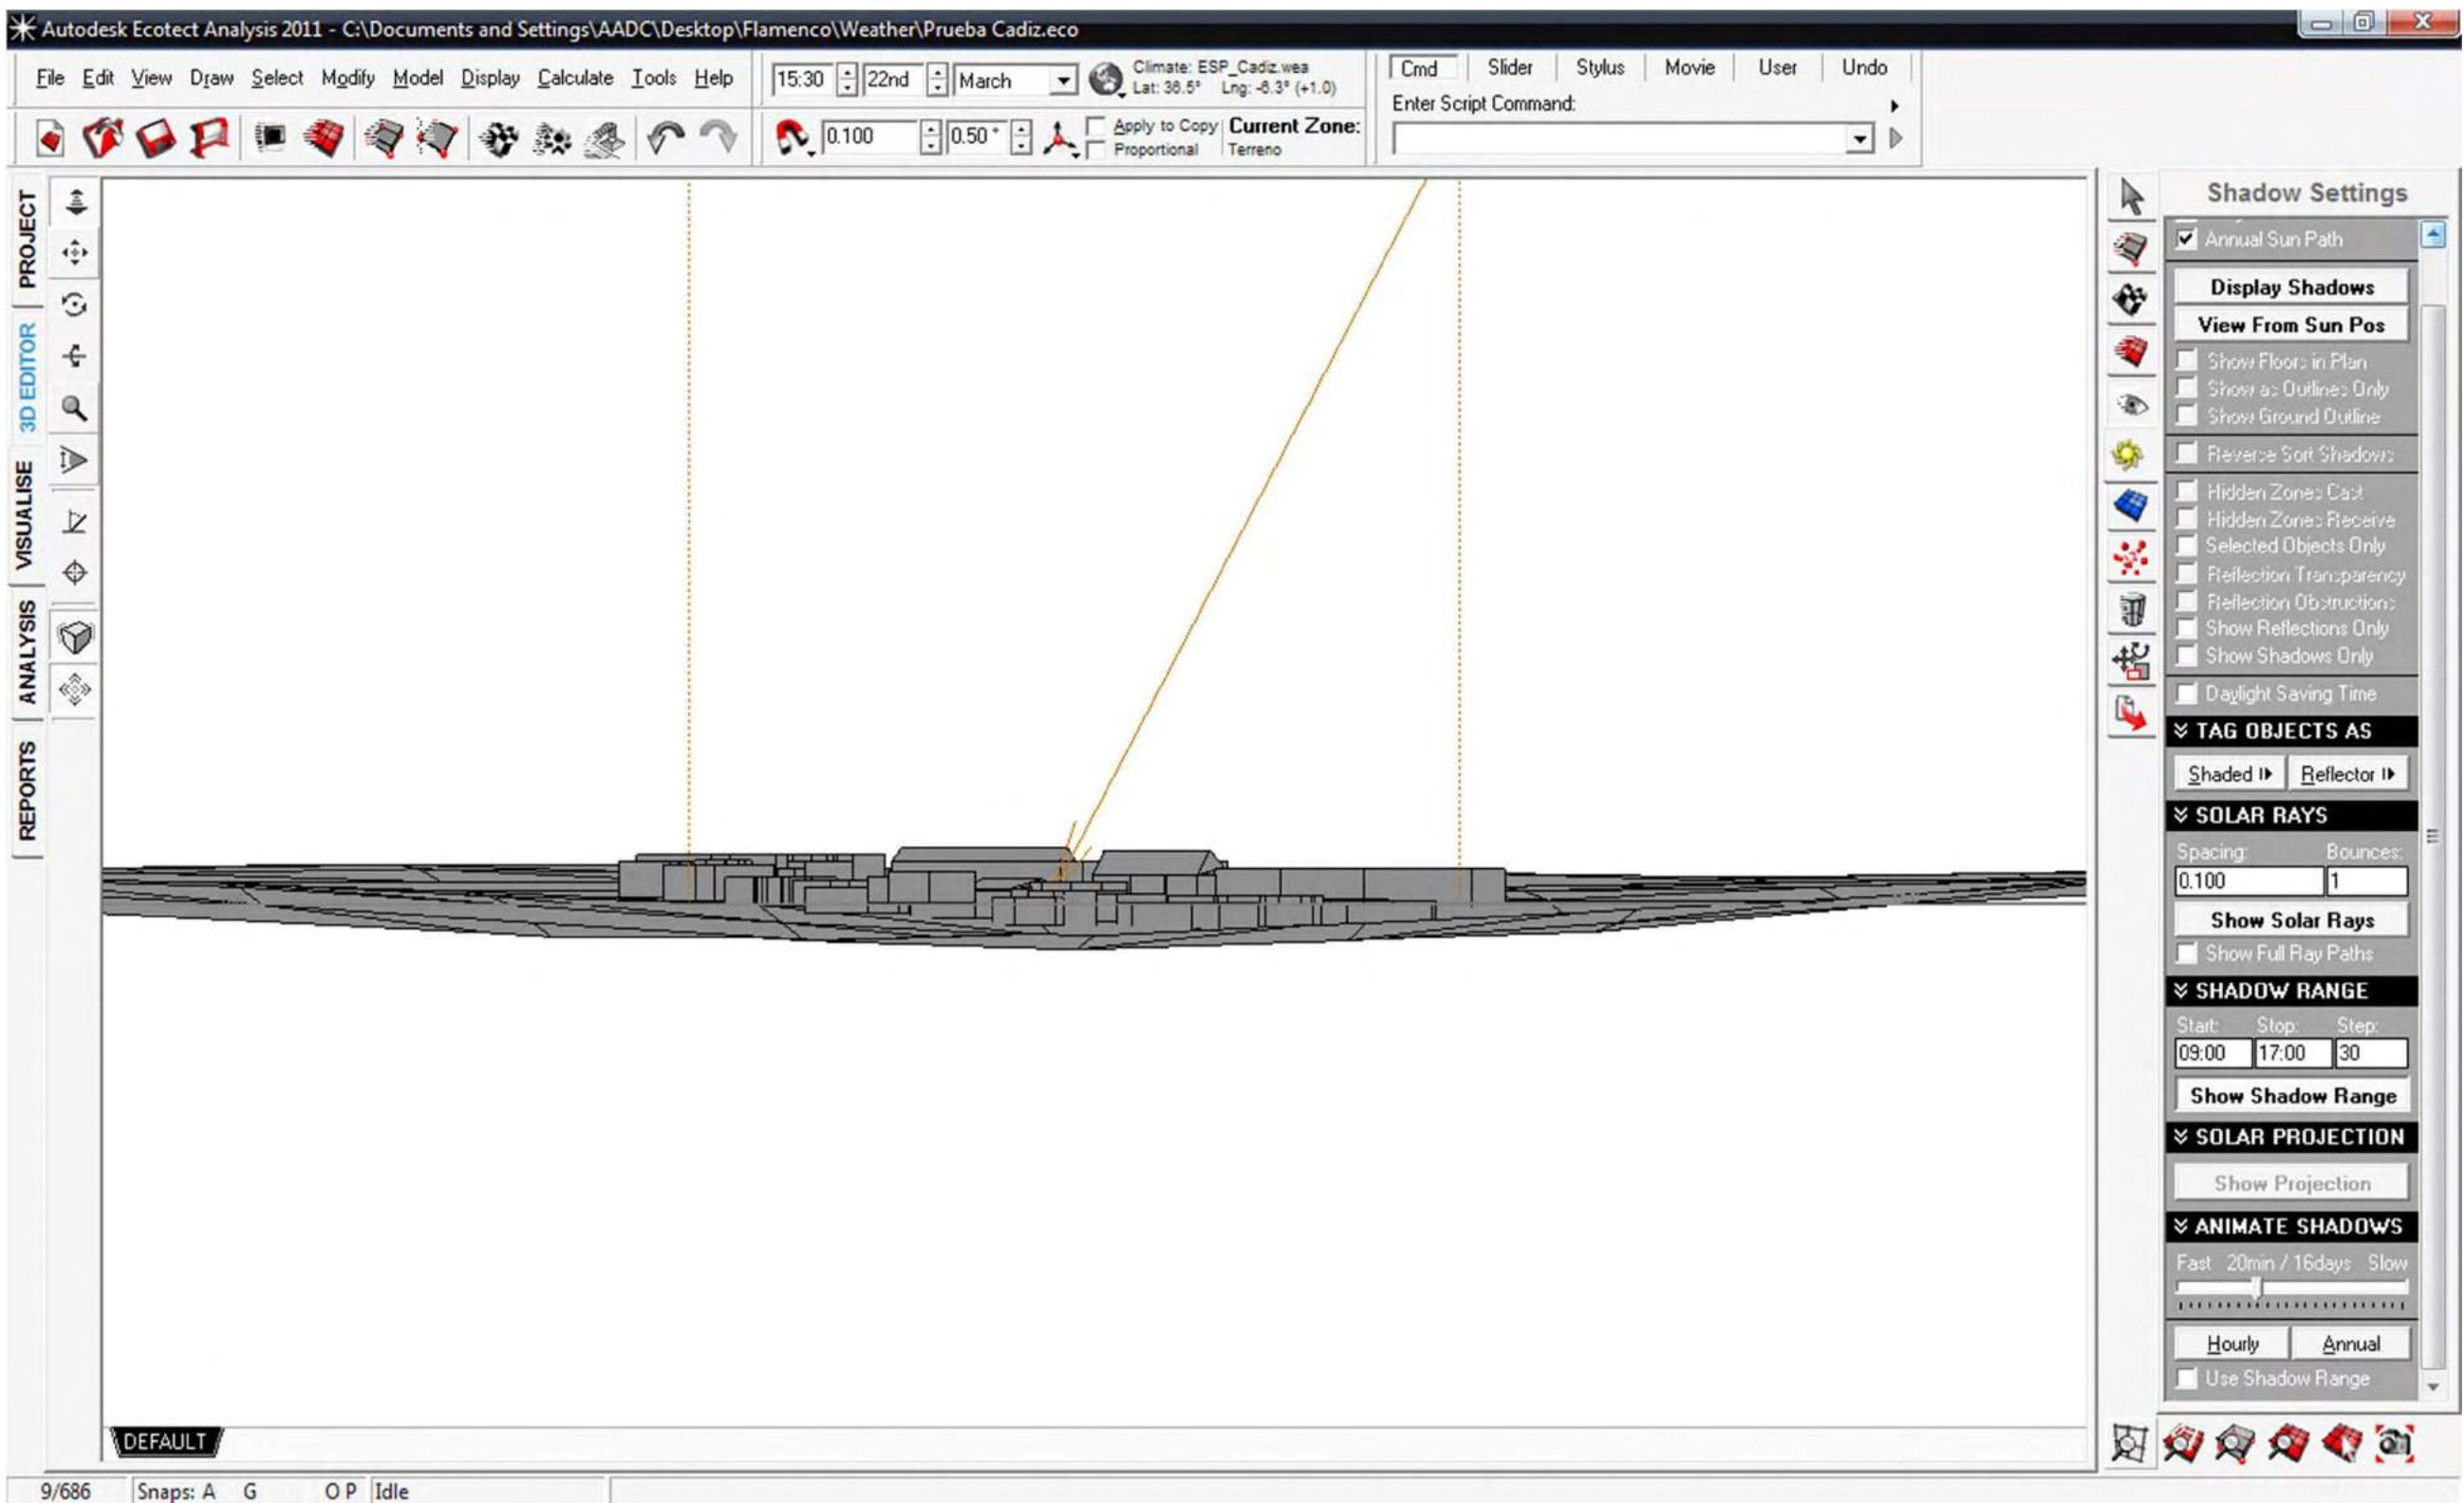 Autodesk Ecotect Analysis 2011 - C:\Documents and Settings\AADC\Desktop\Flamenco\Weather\Prueba Cadiz.eco
File Edit View Draw Select Modify Model Display Calculate Tools Help
15:30 22nd March
Climate: ESP_Cadiz.wea
Lat: 36.5° Lng: -6.3° (+1.0)
Cmd Slider Stylus Movie User Undo
Enter Script Command:
0.100 0.50 °
Apply to Copy
Proportional
Current Zone:
Terreno
PROJECT
3D EDITOR
VISUALISE
ANALYSIS
REPORTS
Shadow Settings
Annual Sun Path
Display Shadows
View From Sun Pos
Show Floors in Plan
Show as Outlines Only
Show Ground Outline
Reverse Sort Shadows
Hidden Zones Cast
Hidden Zones Receive
Selected Objects Only
Reflection Transparency
Reflection Obstructions
Show Reflections Only
Show Shadows Only
Daylight Saving Time
TAG OBJECTS AS
Shaded Reflector
SOLAR RAYS
Spacing: Bounces:
0.100 1
Show Solar Rays
Show Full Ray Paths
SHADOW RANGE
Start: Stop: Step:
09:00 17:00 30
Show Shadow Range
SOLAR PROJECTION
Show Projection
ANIMATE SHADOWS
Fast 20min / 16days Slow
Hourly Annual
Use Shadow Range
DEFAULT
9/686 Snaps: A G O P Idle